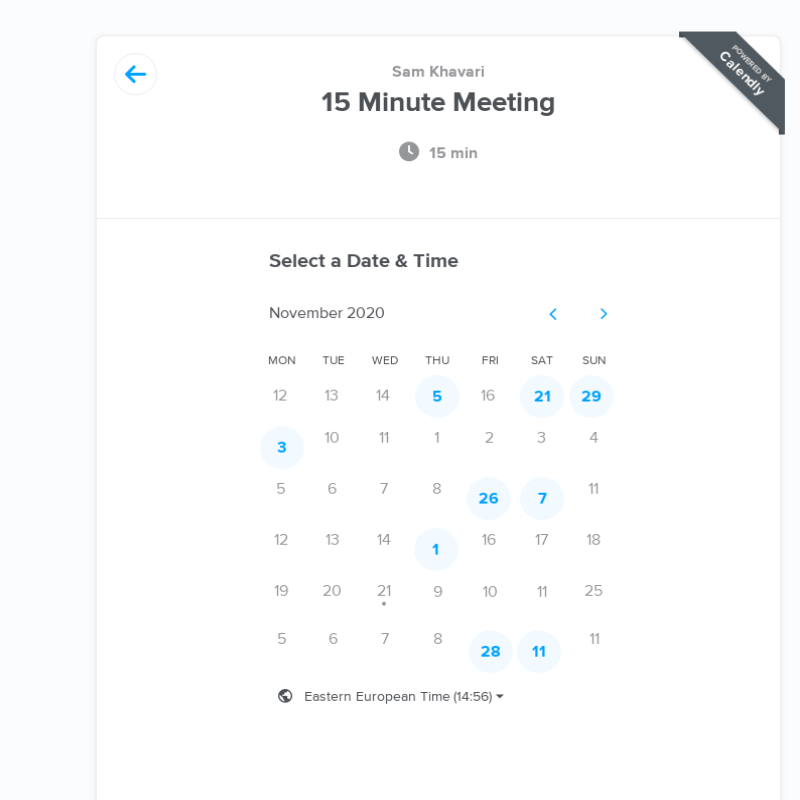 POWERED BY
Calendly
Sam Khavari
15 Minute Meeting
15 min
Select a Date & Time
November 2020
MON TUE WED THU FRI SAT SUN
12 13 14 5 16 21 29
3 10 11 1 2 3 4
5 6 7 8 26 7 11
12 13 14 1 16 17 18
19 20 21 9 10 11 25
5 6 7 8 28 11 11
Eastern European Time (14:56)